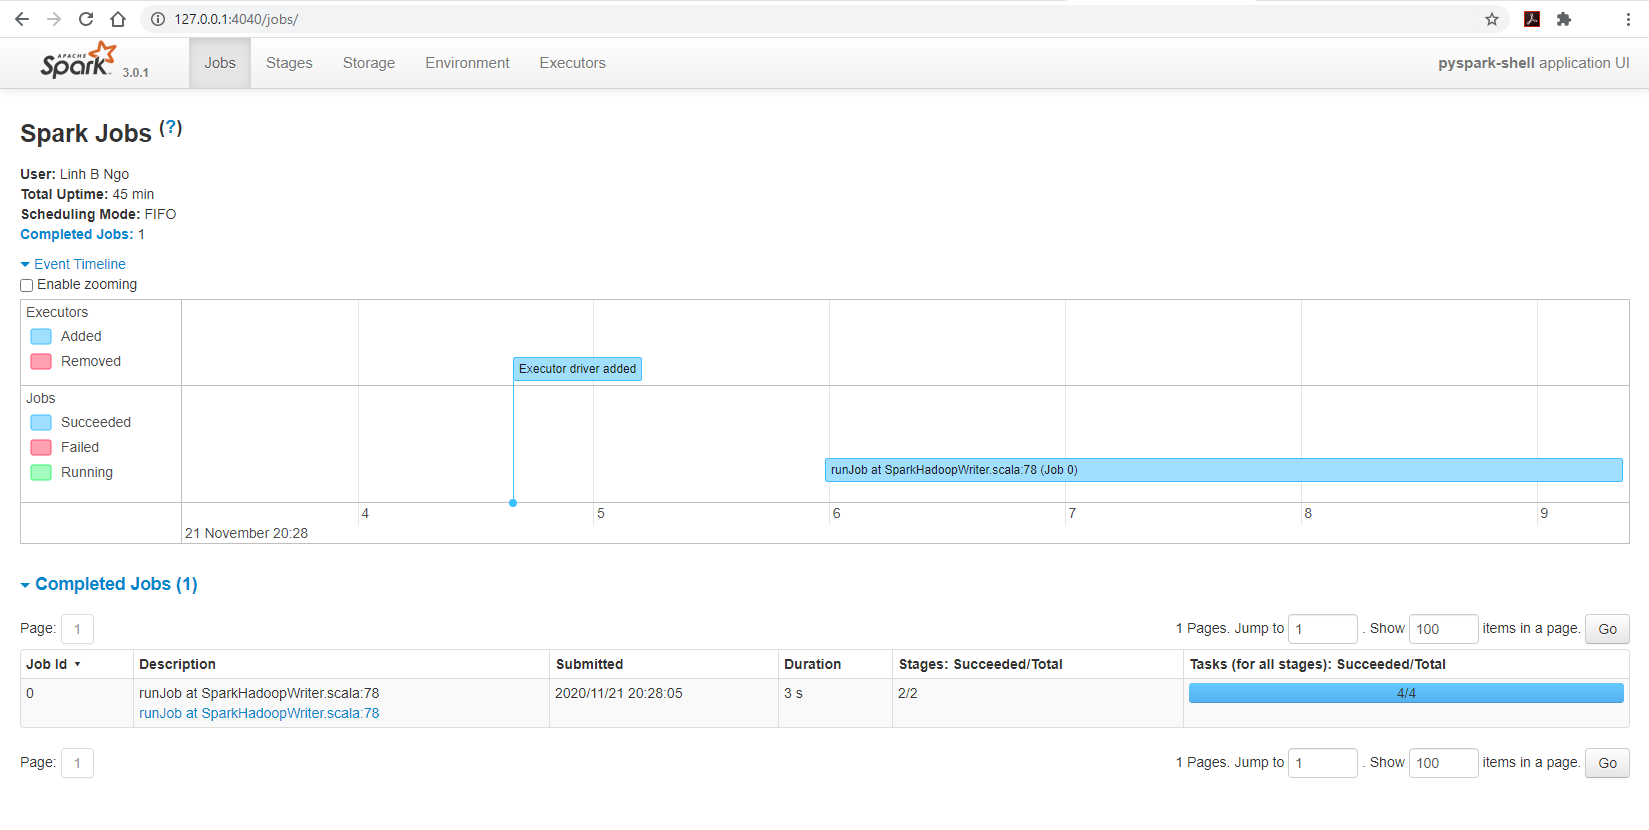 127.0.0.1:4040/jobs/
APACHE Spark 3.0.1 Jobs Stages Storage Environment Executors pyspark-shell application UI
Spark Jobs (?)
User: Linh B Ngo
Total Uptime: 45 min
Scheduling Mode: FIFO
Completed Jobs: 1
Event Timeline
Enable zooming
Executors
Added
Removed
Executor driver added
Jobs
Succeeded
Failed
Running
runJob at SparkHadoopWriter.scala:78 (Job 0)
4 5 6 7 8 9
21 November 20:28
Completed Jobs (1)
Page: 1 1 Pages. Jump to 1 . Show 100 items in a page. Go
Job Id Description Submitted Duration Stages: Succeeded/Total Tasks (for all stages): Succeeded/Total
0 runJob at SparkHadoopWriter.scala:78 2020/11/21 20:28:05 3 s 2/2 4/4
runJob at SparkHadoopWriter.scala:78
Page: 1 1 Pages. Jump to 1 . Show 100 items in a page. Go